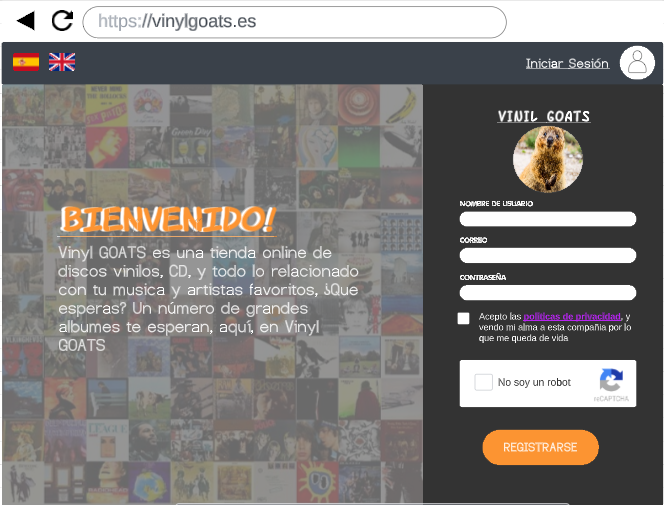 https://vinylgoats.es
Iniciar Sesión
VINIL GOATS
BIENVENIDO!
Vinyl GOATS es una tienda online de
discos vinilos, CD, y todo lo relacionado
con tu musica y artistas favoritos, ¿Que
esperas? Un número de grandes
albumes te esperan, aquí, en Vinyl
GOATS
NOMBRE DE USUARIO
CORREO
CONTRASEÑA
Acepto las políticas de privacidad, y
vendo mi alma a esta compañia por lo
que me queda de vida
No soy un robot
reCAPTCHA
REGISTRARSE